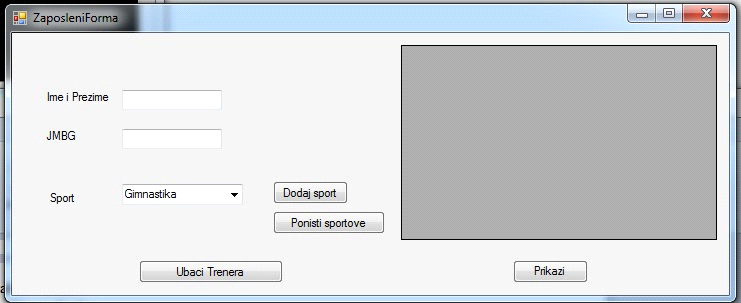 ZaposleniForma
Ime i Prezime
JMBG
Sport
Gimnastika
Dodaj sport
Ponisti sportove
Ubaci Trenera
Prikazi